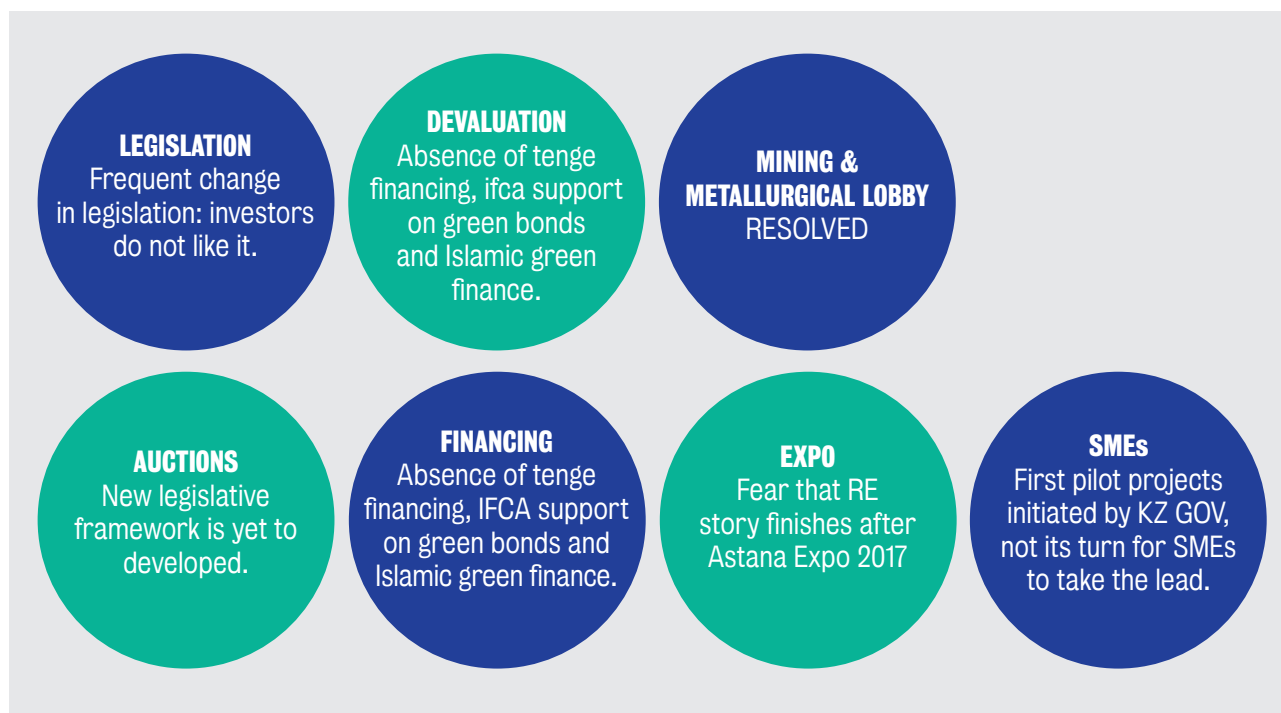 LEGISLATION
Frequent change
in legislation: investors
do not like it.
DEVALUATION
Absence of tenge
financing, ifca support
on green bonds
and Islamic green
finance.
MINING &
METALLURGICAL LOBBY
RESOLVED
AUCTIONS
New legislative
framework is yet to
developed.
FINANCING
Absence of tenge
financing, IFCA support
on green bonds and
Islamic green finance.
EXPO
Fear that RE
story finishes after
Astana Expo 2017
SMEs
First pilot projects
initiated by KZ GOV,
not its turn for SMEs
to take the lead.